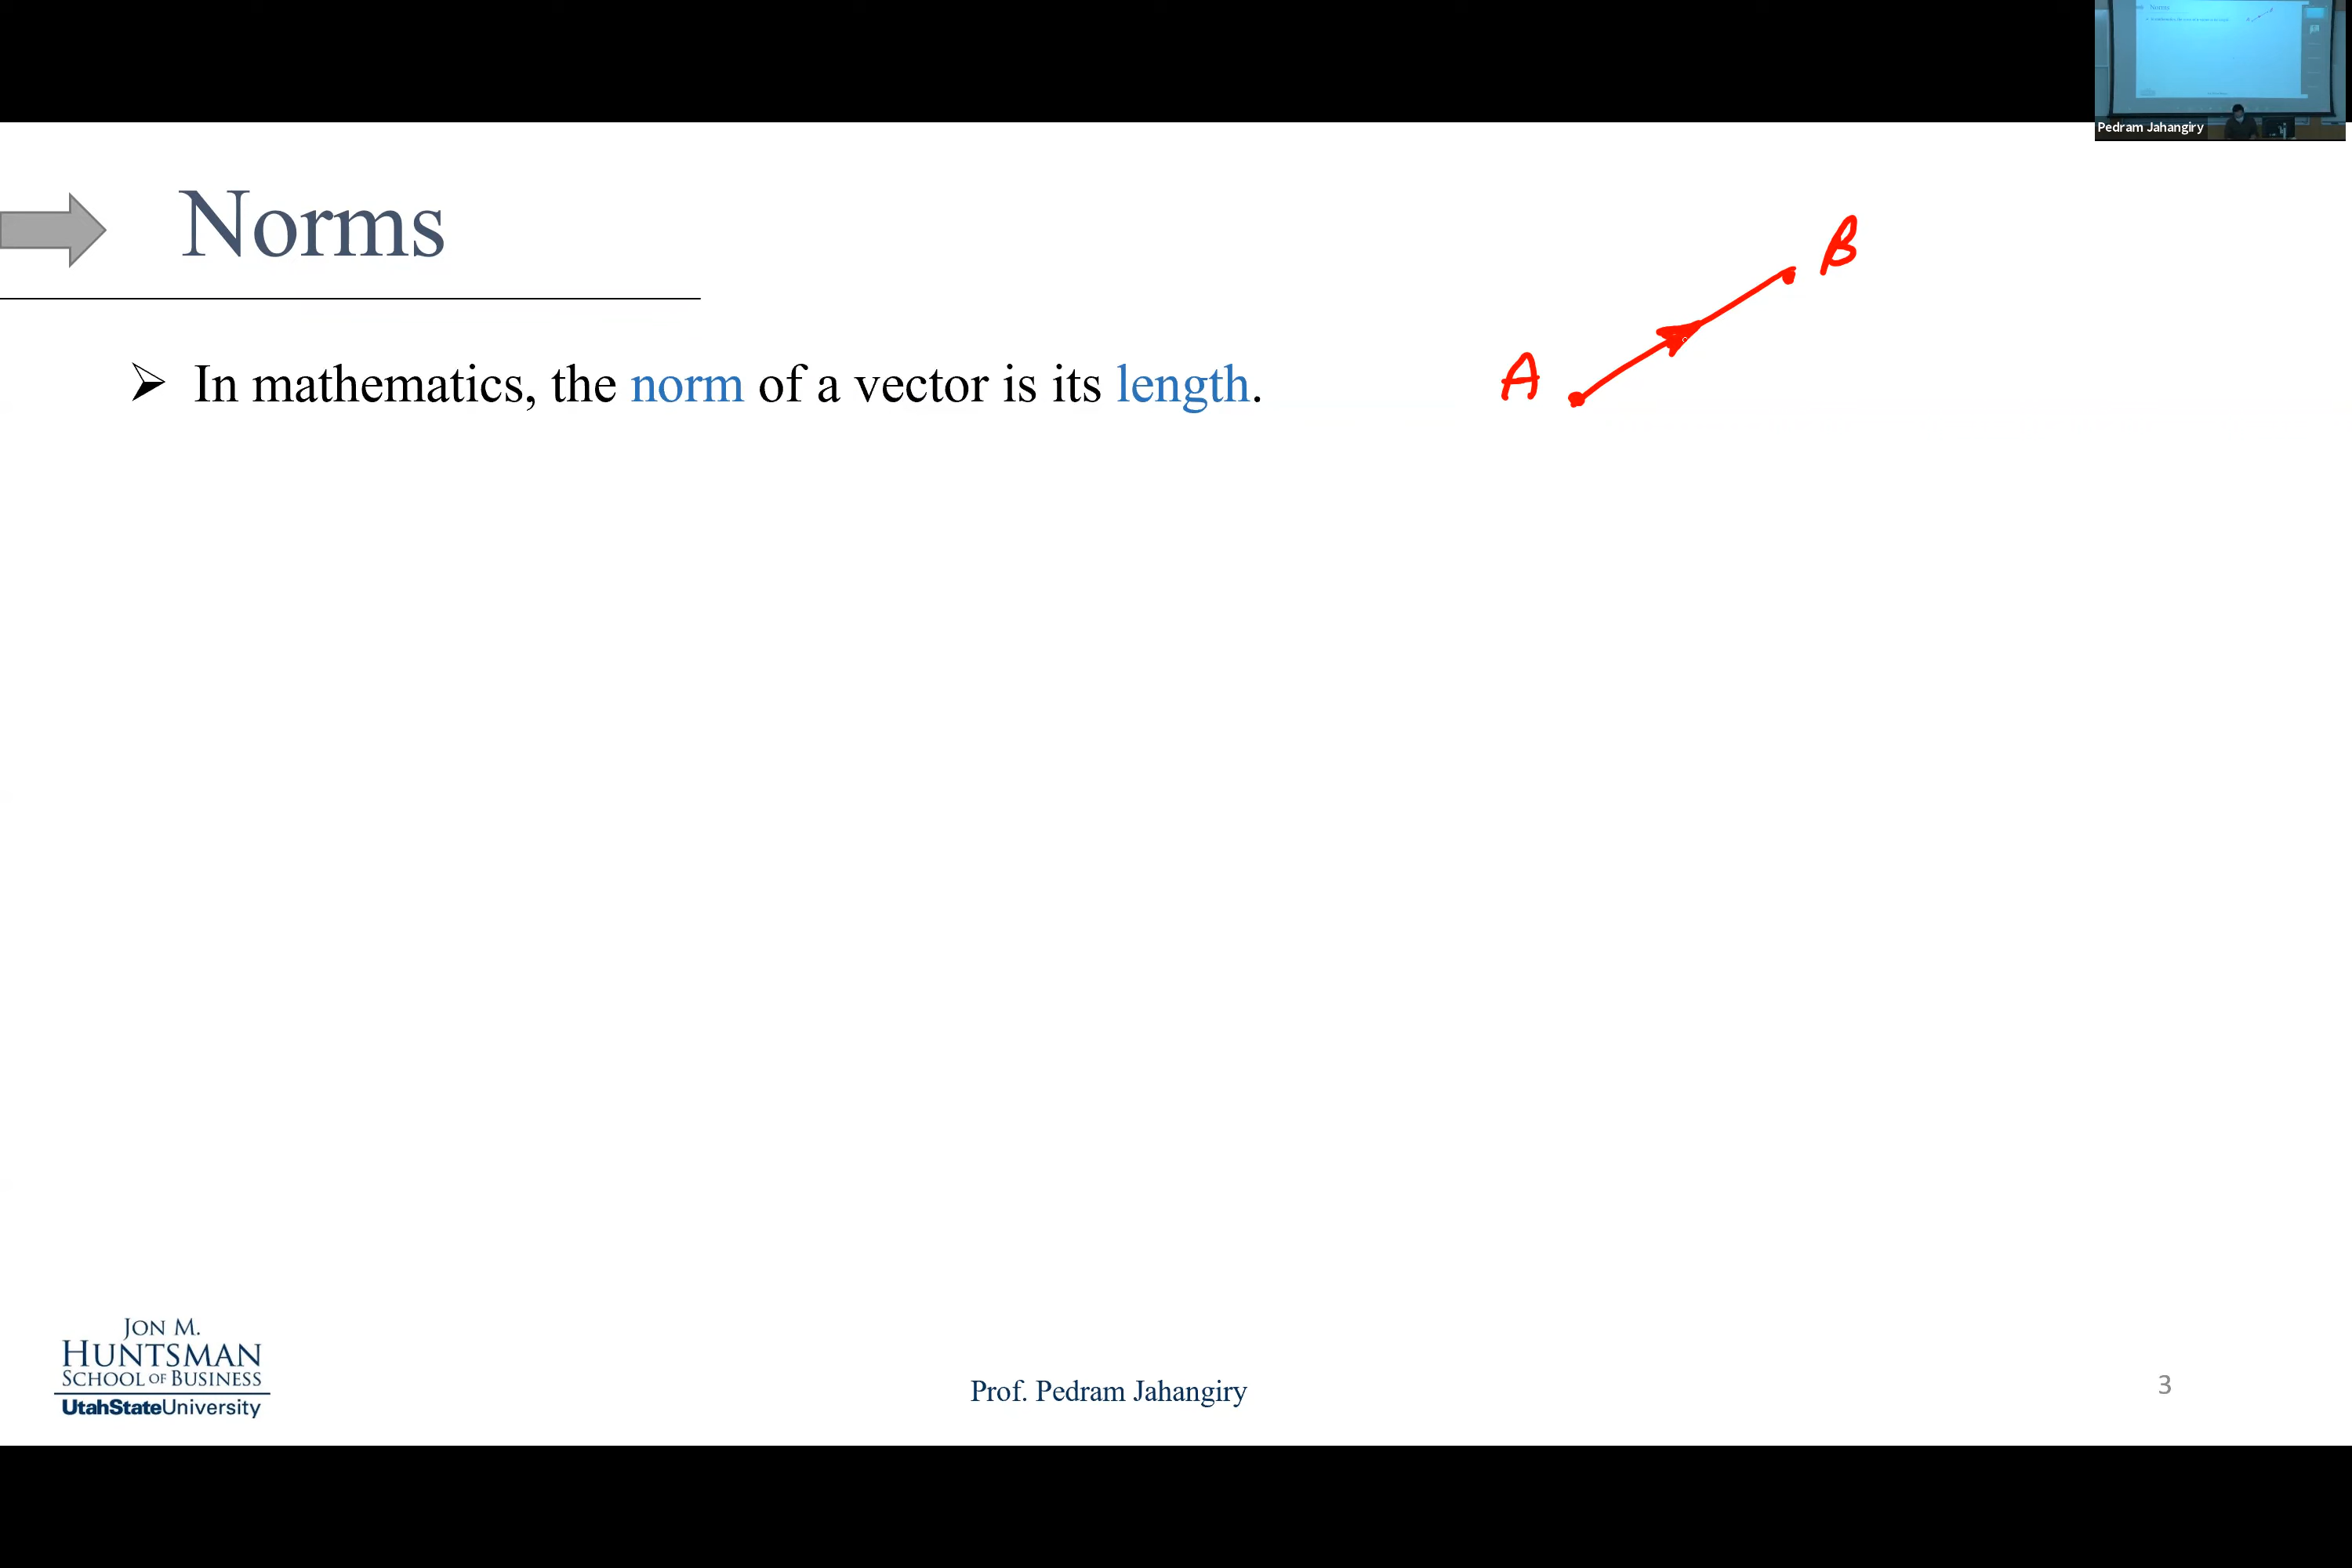 Pedram Jahangiry
Norms
B
A
➢ In mathematics, the norm of a vector is its length.
JON M.
HUNTSMAN
SCHOOL OF BUSINESS
UtahStateUniversity
Prof. Pedram Jahangiry
3